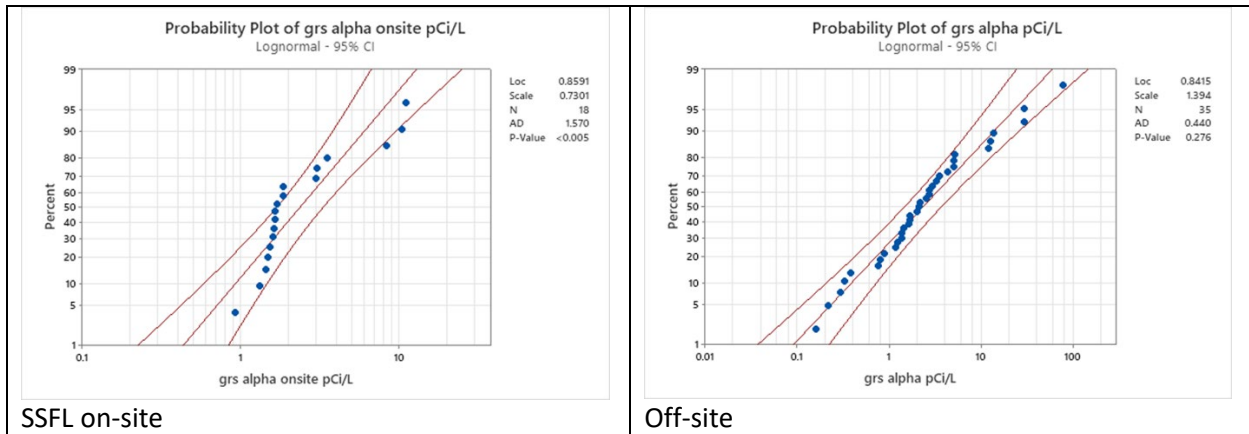 Probability Plot of grs alpha onsite pCi/L
Lognormal - 95% CI
99
95
90
80
70
60
50
40
30
20
10
5
1
Percent
0.1
1
10
grs alpha onsite pCi/L
Loc 0.8591
Scale 0.7301
N 18
AD 1.570
P-Value <0.005
SSFL on-site
Probability Plot of grs alpha pCi/L
Lognormal - 95% CI
99
95
90
80
70
60
50
40
30
20
10
5
1
Percent
0.01
0.1
1
10
100
grs alpha pCi/L
Loc 0.8415
Scale 1.394
N 35
AD 0.440
P-Value 0.276
Off-site